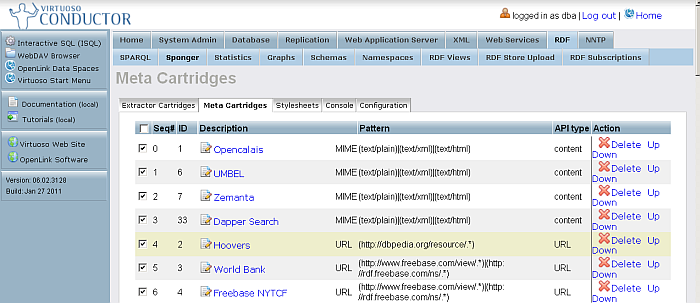 VIRTUOSO
CONDUCTOR
logged in as dba | Log out | Home
Interactive SQL (ISQL)
WebDAV Browser
OpenLink Data Spaces
Virtuoso Start Menu
Documentation (local)
Tutorials (local)
Virtuoso Web Site
OpenLink Software
Version: 06.02.3128
Build: Jan 27 2011
Home System Admin Database Replication Web Application Server XML Web Services RDF NNTP
SPARQL Sponger Statistics Graphs Schemas Namespaces RDF Views RDF Store Upload RDF Subscriptions
Meta Cartridges
Extractor Cartridges Meta Cartridges Stylesheets Console Configuration
Seq# ID Description Pattern API type Action
0 1 Opencalais MIME (text/plain)|(text/xml)|(text/html) content Delete Up
Down
1 6 UMBEL MIME (text/plain)|(text/xml)|(text/html) content Delete Up
Down
2 7 Zemanta MIME (text/plain)|(text/xml)|(text/html) content Delete Up
Down
3 33 Dapper Search MIME (text/plain)|(text/xml)|(text/html) content Delete Up
Down
4 2 Hoovers URL (http://dbpedia.org/resource/.*) URL Delete Up
Down
5 3 World Bank URL (http://www.freebase.com/view/.*)|(http:
//rdf.freebase.com/ns/.*) URL Delete Up
Down
6 4 Freebase NYTCF URL (http://www.freebase.com/view/.*)|(http:
//rdf.freebase.com/ns/.*) URL Delete Up
Down